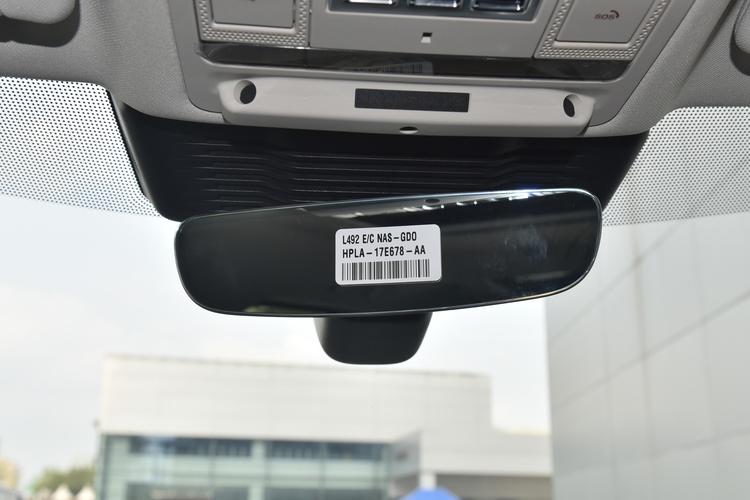 SOS
L492 E/C NAS-GDO
HPLA-17E678-AA